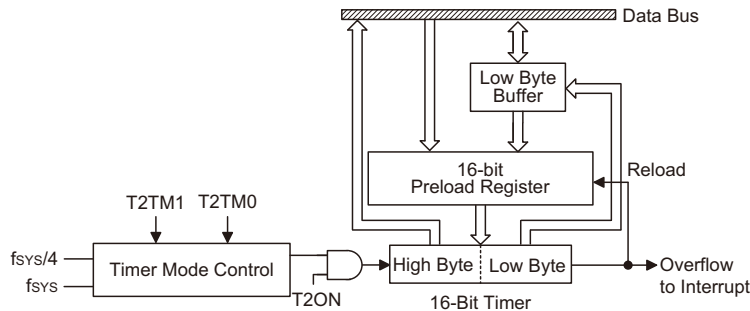 Data Bus
Low Byte
Buffer
16-bit
Preload Register
Reload
T2TM1
T2TM0
fSYS/4
fSYS
Timer Mode Control
T2ON
High Byte
Low Byte
16-Bit Timer
Overflow
to Interrupt